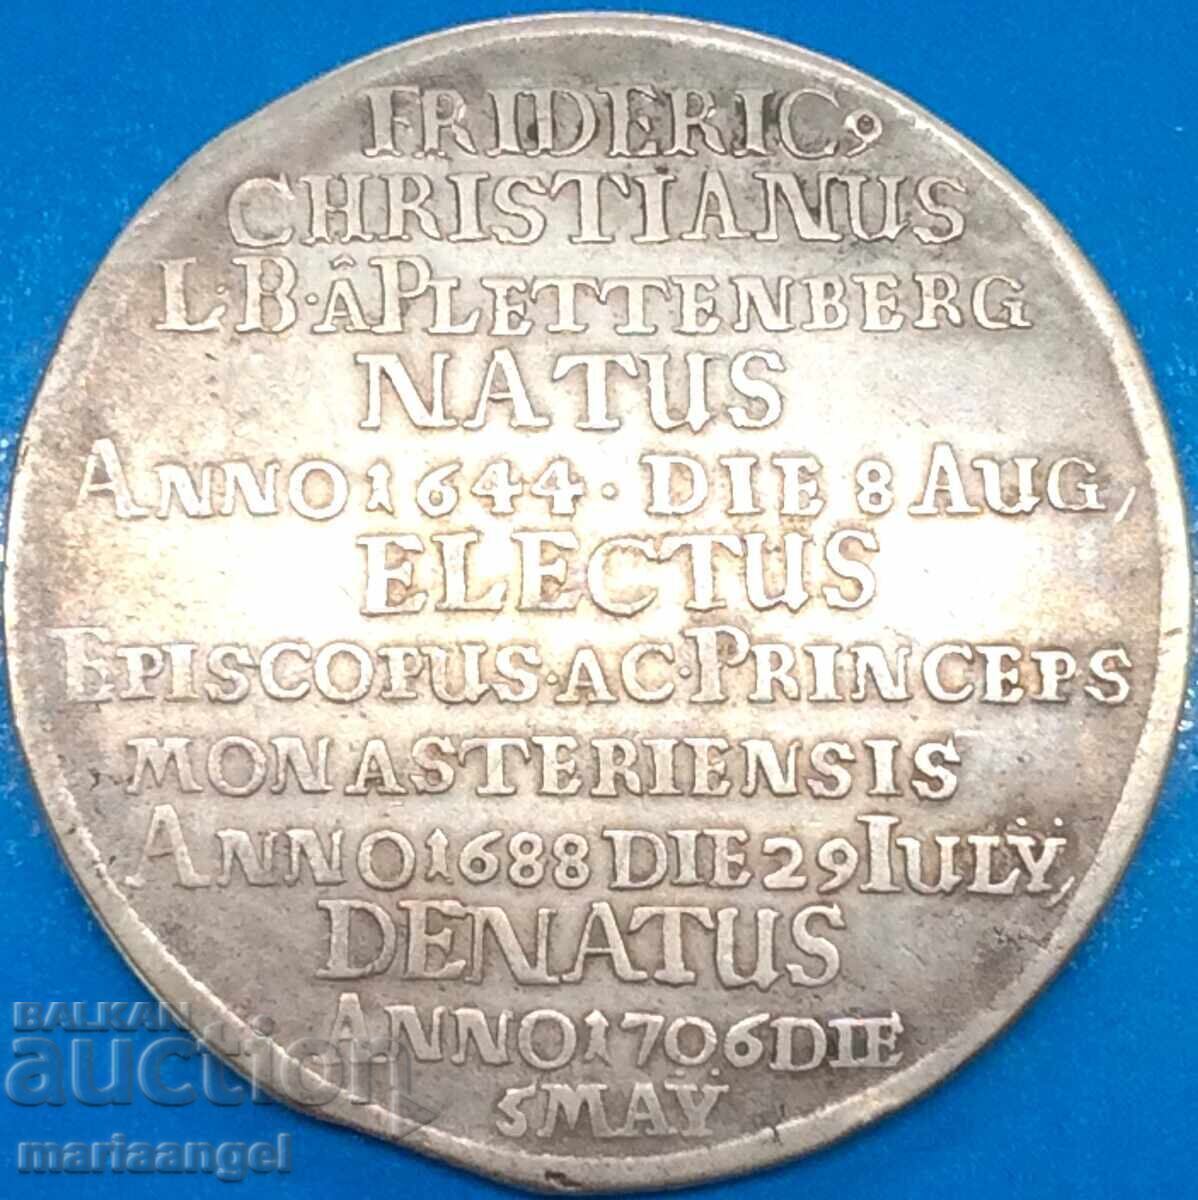 FRIDERIC9
CHRISTIANUS
L·B·âPLETTENBERG
NATUS
ANNO 1644 · DIE 8 AUG,
ELECTUS
EPISCOPUS·AC·PRINCEPS
MONASTERIENSIS
ANNO 1688 DIE 29 IULŸ,
DENATUS
ANNO 1706 DIE
5 MAŸ
BALKAN
auction
mariaangel